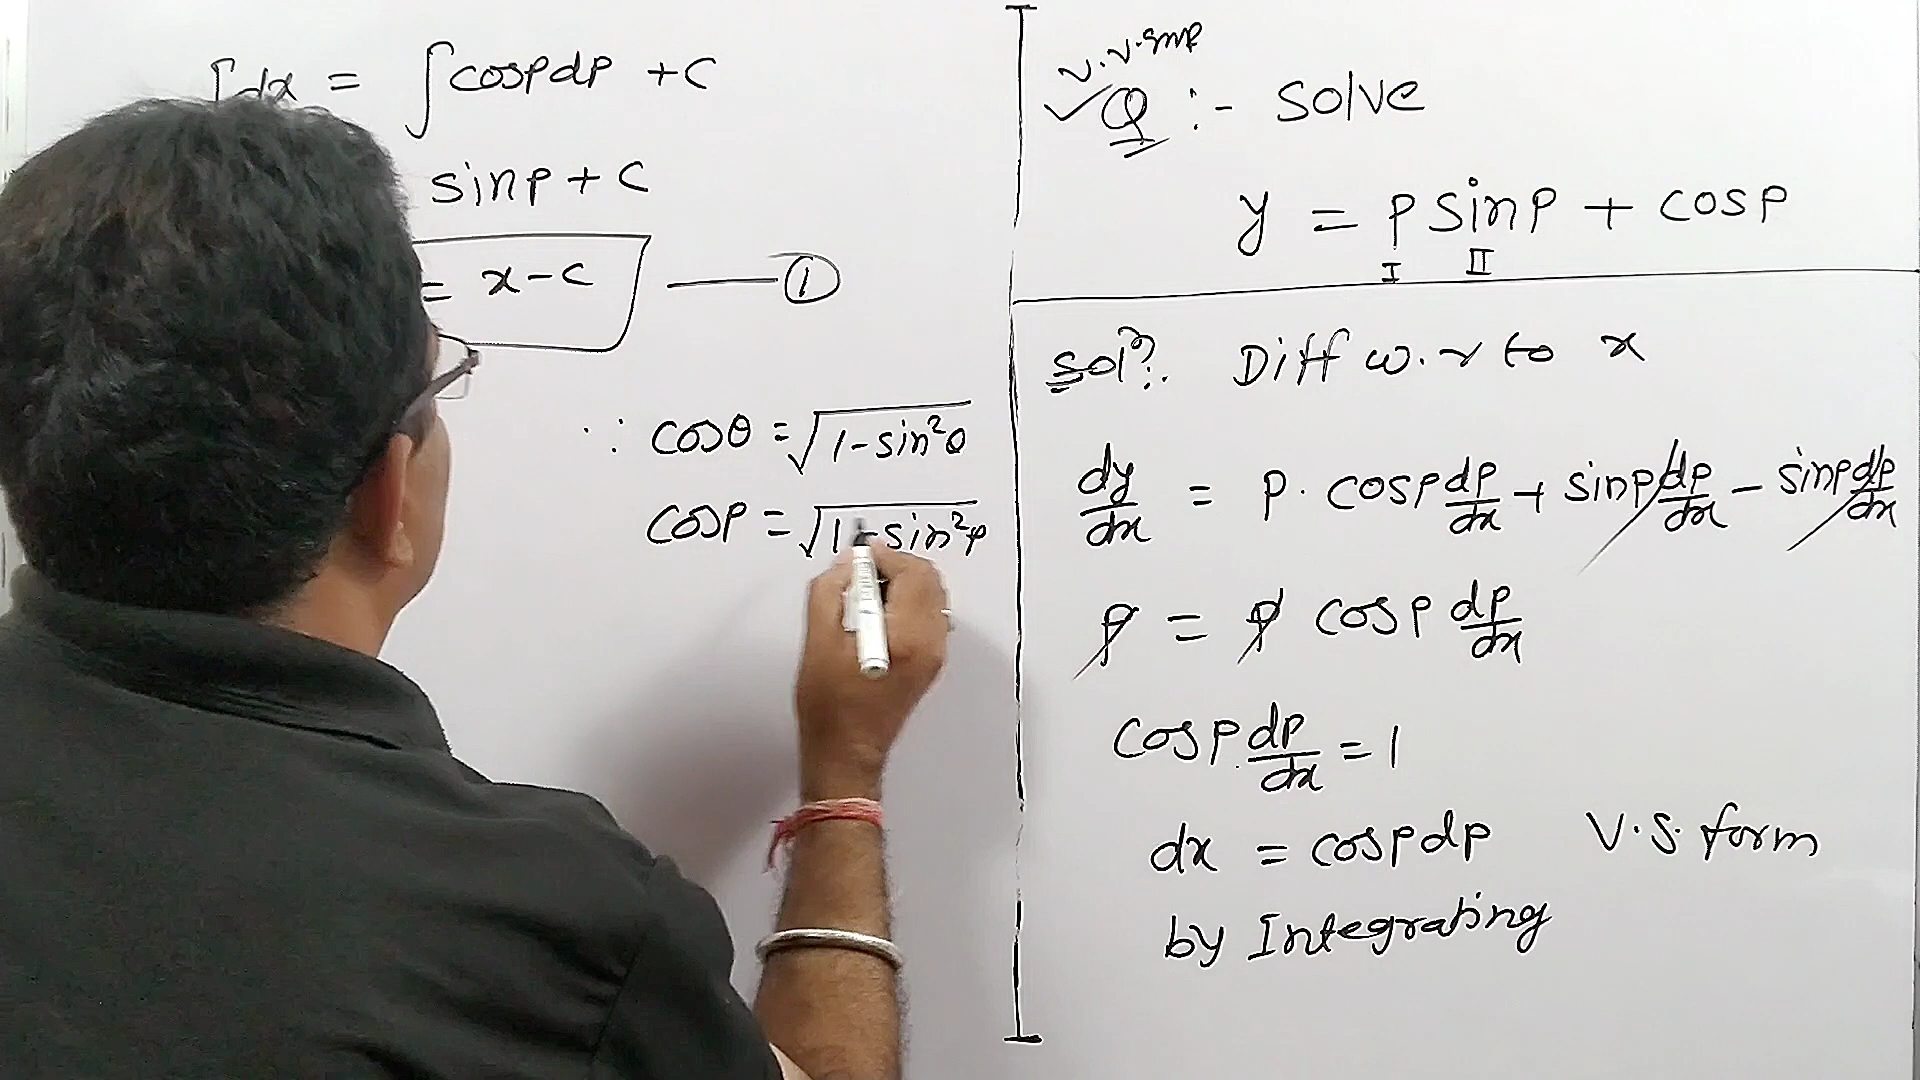 ∫dx = ∫cosp dp + c
sinp + c
= x - c —— ①
∵ cosθ = √1-sin²θ
cosp = √1-sin²p
V.V.Imp
✓Q :- Solve
y = p sinp + cosp
I II
Solⁿ:. Diff w.r to x
dy/dx = p. cosp dp/dx + sinp dp/dx - sinp dp/dx
p = p cosp dp/dx
cosp. dp/dx = 1
dx = cosp dp V.S. form
by Integrating